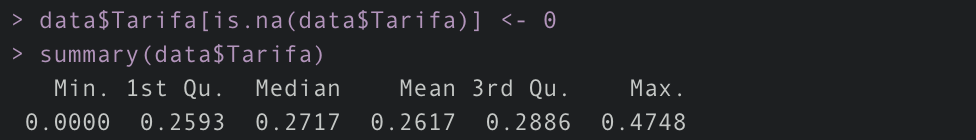 > data$Tarifa[is.na(data$Tarifa)] <- 0
> summary(data$Tarifa)
Min. 1st Qu. Median Mean 3rd Qu. Max.
0.0000 0.2593 0.2717 0.2617 0.2886 0.4748